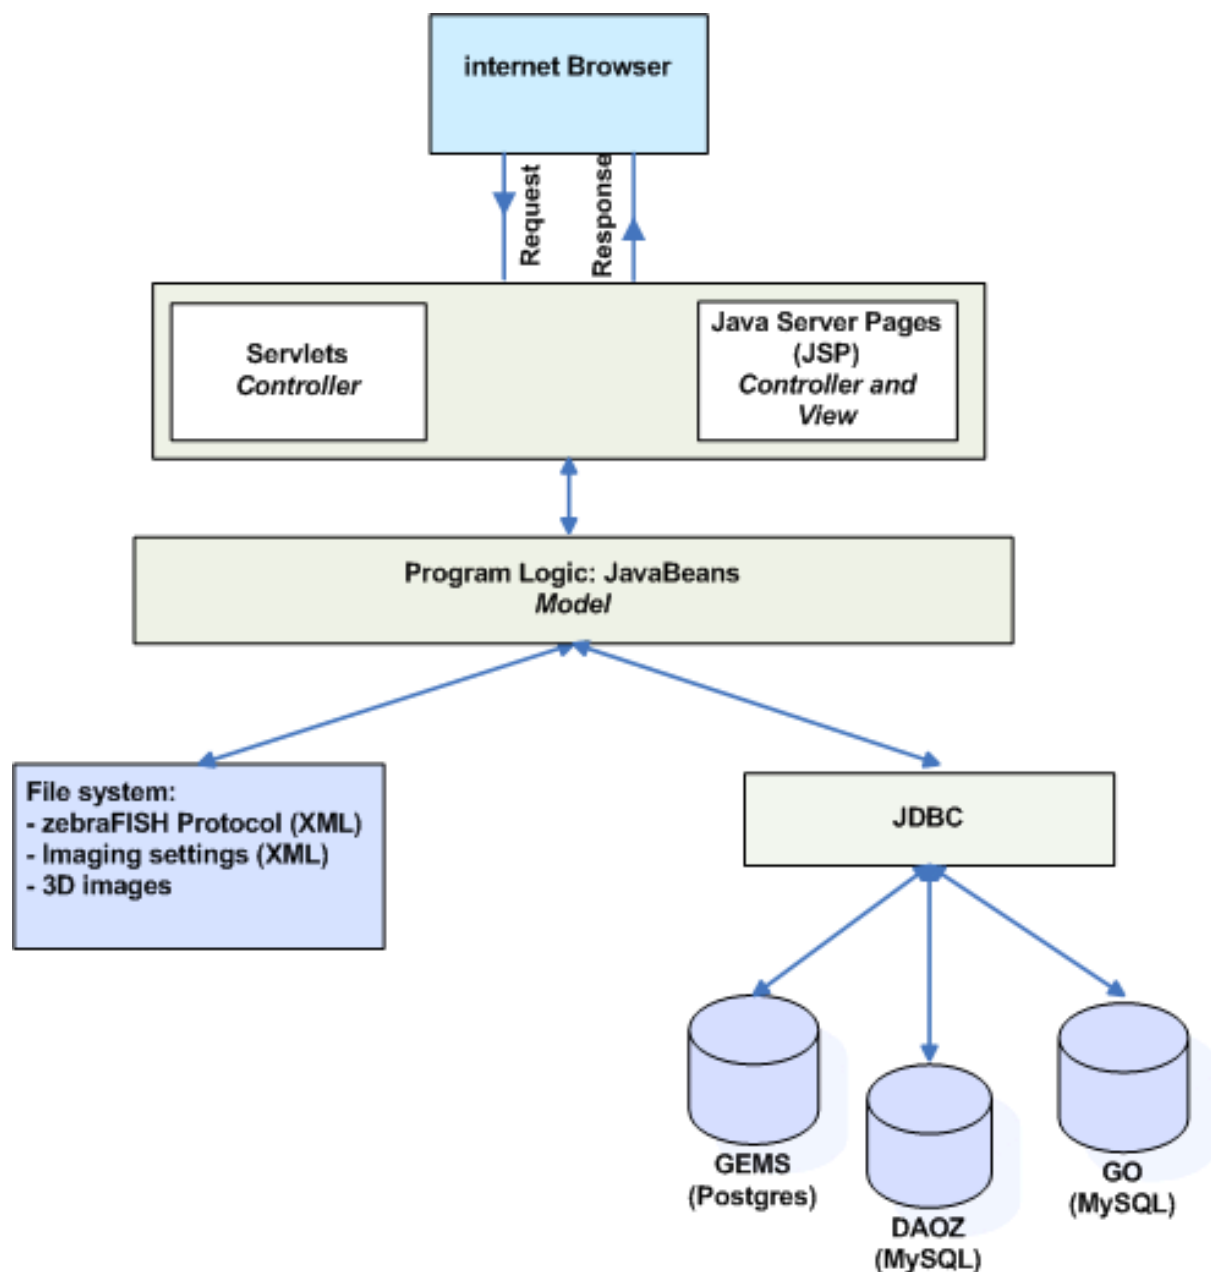 internet Browser
Request
Response
Servlets
Controller
Java Server Pages
(JSP)
Controller and
View
Program Logic: JavaBeans
Model
File system:
- zebraFISH Protocol (XML)
- Imaging settings (XML)
- 3D images
JDBC
GEMS
(Postgres)
DAOZ
(MySQL)
GO
(MySQL)